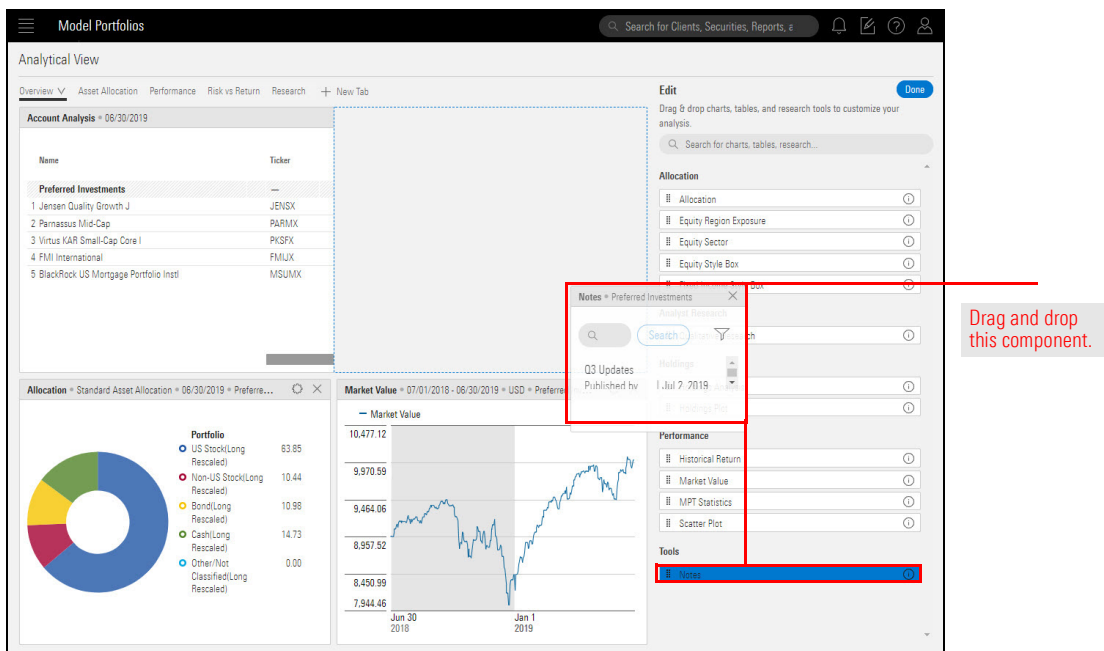 Model Portfolios
Search for Clients, Securities, Reports, a
Analytical View
Overview Asset Allocation Performance Risk vs Return Research + New Tab
Account Analysis 06/30/2019
Name Ticker
Preferred Investments —
1 Jensen Quality Growth J JENSX
2 Parnassus Mid-Cap PARMX
3 Virtus KAR Small-Cap Core I PKSFX
4 FMI International FMIJX
5 BlackRock US Mortgage Portfolio Instl MSUMX
Allocation Standard Asset Allocation 06/30/2019 Preferre...
Portfolio
US Stock(Long
Rescaled) 63.85
Non-US Stock(Long
Rescaled) 10.44
Bond(Long
Rescaled) 10.98
Cash(Long
Rescaled) 14.73
Other/Not
Classified(Long
Rescaled) 0.00
Market Value 07/01/2018 - 06/30/2019 USD Preferred
Market Value
10,477.12
9,970.59
9,464.06
8,957.52
8,450.99
7,944.46
Jun 30
2018
Jan 1
2019
Notes Preferred Investments
Search
Q3 Updates
Published by Jul 2, 2019
Edit
Done
Drag & drop charts, tables, and research tools to customize your
analysis.
Search for charts, tables, research...
Allocation
Allocation
Equity Region Exposure
Equity Sector
Equity Style Box
Box
Analyst Research
Holdings
Holdings Plot
Performance
Historical Return
Market Value
MPT Statistics
Scatter Plot
Tools
Notes
Drag and drop
this component.